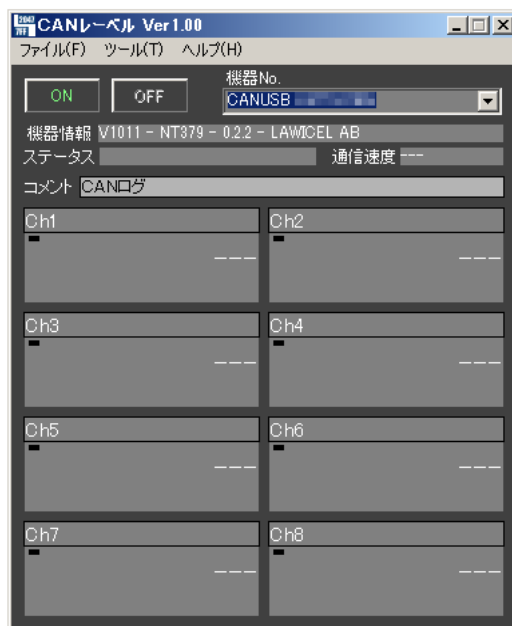 2047
7FF
CANレーベル Ver1.00
ファイル(F) ツール(T) ヘルプ(H)
ON OFF
機器No.
CANUSB
機器情報 V1011 - NT379 - 0.2.2 - LAWICEL AB
ステータス 通信速度 ---
コメント CANログ
Ch1 Ch2
--- ---
Ch3 Ch4
--- ---
Ch5 Ch6
--- ---
Ch7 Ch8
--- ---